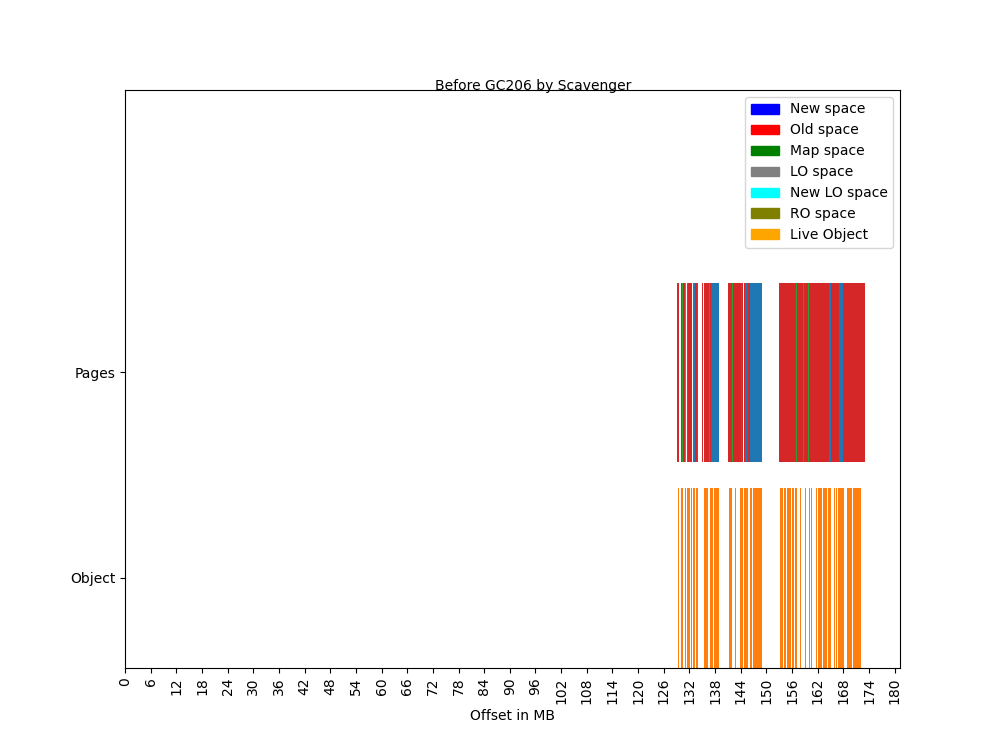 Before GC206 by Scavenger
New space
Old space
Map space
LO space
New LO space
RO space
Live Object
Pages
Object
0 6 12 18 24 30 36 42 48 54 60 66 72 78 84 90 96 102 108 114 120 126 132 138 144 150 156 162 168 174 180
Offset in MB